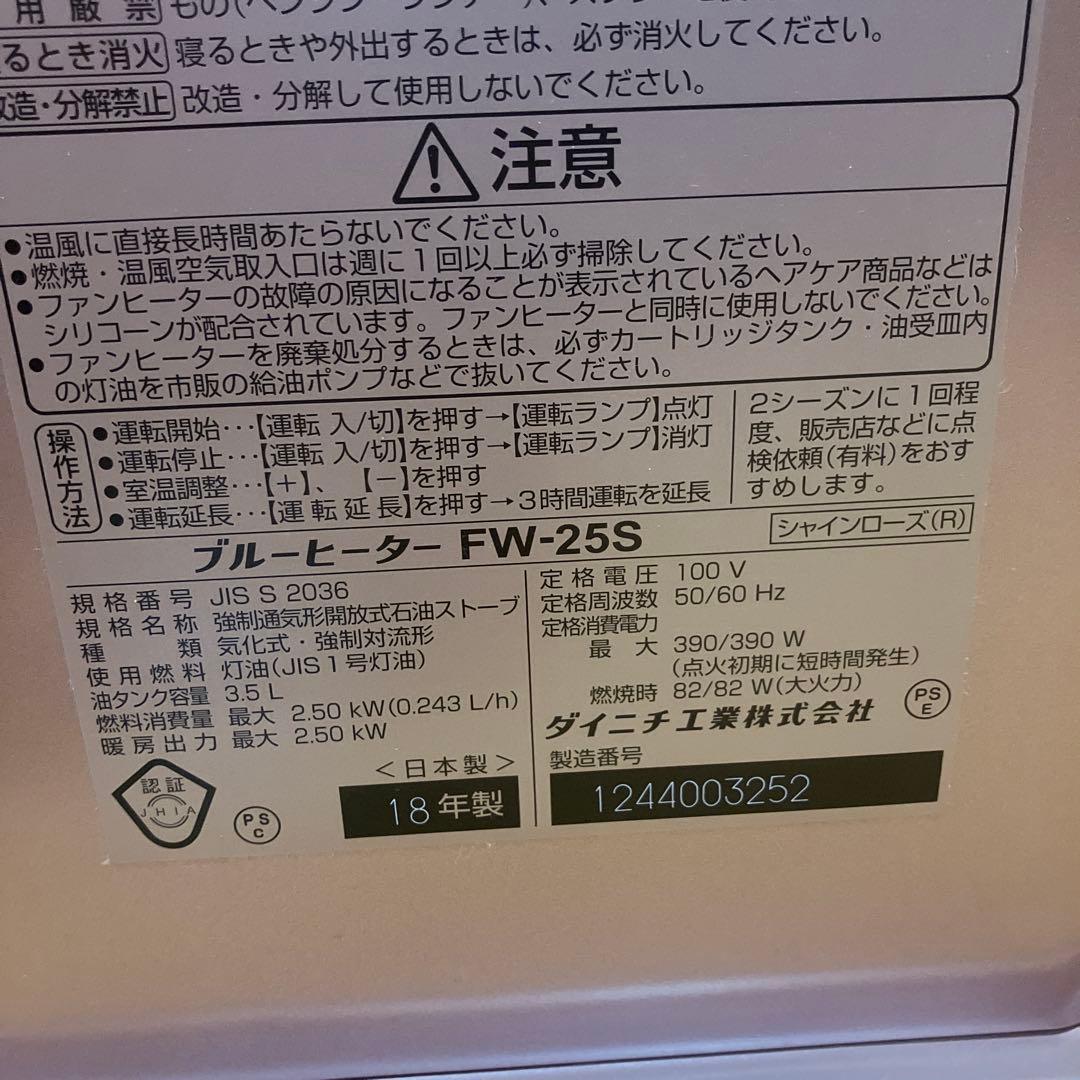 用厳禁 もの(ベンジン・シンナー)、スプレーを使
るとき消火 寝るときや外出するときは、必ず消火してください。
改造・分解禁止 改造・分解して使用しないでください。
注意
●温風に直接長時間あたらないでください。
●燃焼・温風空気取入口は週に1回以上必ず掃除してください。
●ファンヒーターの故障の原因になることが表示されているヘアケア商品などは
シリコーンが配合されています。ファンヒーターと同時に使用しないでください。
●ファンヒーターを廃棄処分するときは、必ずカートリッジタンク・油受皿内
の灯油を市販の給油ポンプなどで抜いてください。
操作方法
●運転開始…【運転 入/切】を押す→【運転ランプ】点灯
●運転停止…【運転 入/切】を押す→【運転ランプ】消灯
●室温調整…【+】、【−】を押す
●運転延長…【運転延長】を押す→3時間運転を延長
2シーズンに1回程
度、販売店などに点
検依頼(有料)をおす
すめします。
ブルーヒーター FW-25S
シャインローズ(R)
規格番号 JIS S 2036
規格名称 強制通気形開放式石油ストーブ
種類 気化式・強制対流形
使用燃料 灯油(JIS1号灯油)
油タンク容量 3.5 L
燃料消費量 最大 2.50 kW(0.243 L/h)
暖房出力 最大 2.50 kW
定格電圧 100 V
定格周波数 50/60 Hz
定格消費電力
最大 390/390 W
(点火初期に短時間発生)
燃焼時 82/82 W(大火力)
ダイニチ工業株式会社
PS
E
認証
JHIA
PS
C
<日本製>
18年製
製造番号
1244003252